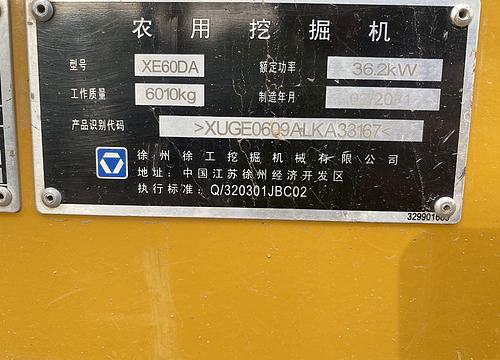 农用挖掘机
型号 XE60DA 额定功率 36.2kW
工作质量 6010kg 制造年月
产品识别代码 >XUGE0609ALKA33167<
徐州徐工挖掘机械有限公司
地址：中国江苏徐州经济开发区
执行标准：Q/320301JBC02